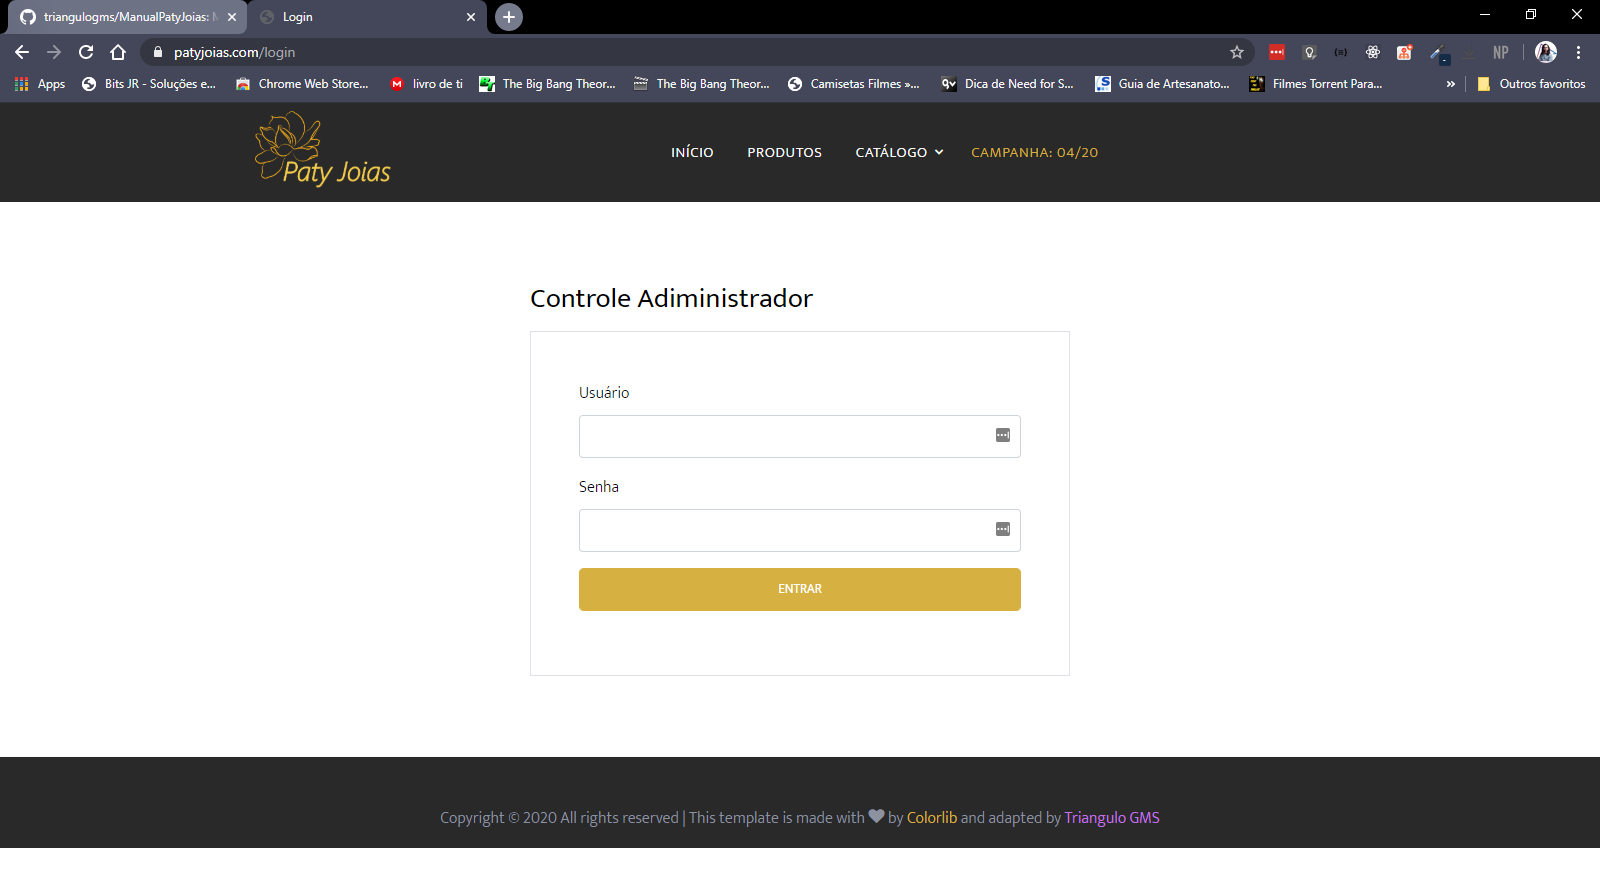 triangulogms/ManualPatyJoias: M
Login
patyjoias.com/login
NP
Apps
Bits JR - Soluções e...
Chrome Web Store...
livro de ti
The Big Bang Theor...
The Big Bang Theor...
Camisetas Filmes »...
Dica de Need for S...
Guia de Artesanato...
Filmes Torrent Para...
»
Outros favoritos
Paty Joias
INÍCIO
PRODUTOS
CATÁLOGO
CAMPANHA: 04/20
Controle Adiministrador
Usuário
Senha
ENTRAR
Copyright © 2020 All rights reserved | This template is made with ♥ by Colorlib and adapted by Triangulo GMS